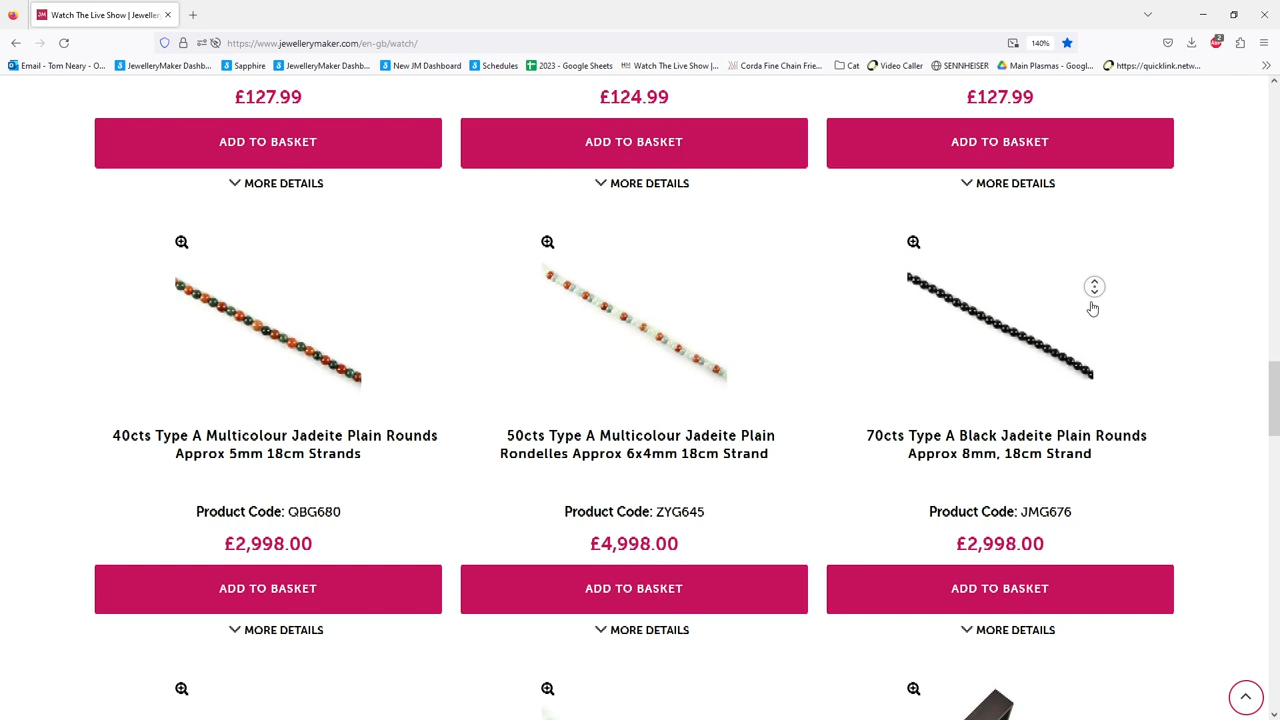 JM Watch The Live Show | Jeweller
https://www.jewellerymaker.com/en-gb/watch/
140%
2
Email - Tom Neary - O...
JewelleryMaker Dashb...
Sapphire
JewelleryMaker Dashb...
New JM Dashboard
Schedules
2023 - Google Sheets
Watch The Live Show |...
Corda Fine Chain Frie...
Cat
Video Caller
SENNHEISER
Main Plasmas - Googl...
https://quicklink.netw...
£127.99 £124.99 £127.99
ADD TO BASKET ADD TO BASKET ADD TO BASKET
MORE DETAILS MORE DETAILS MORE DETAILS
40cts Type A Multicolour Jadeite Plain Rounds
Approx 5mm 18cm Strands
50cts Type A Multicolour Jadeite Plain
Rondelles Approx 6x4mm 18cm Strand
70cts Type A Black Jadeite Plain Rounds
Approx 8mm, 18cm Strand
Product Code: QBG680 Product Code: ZYG645 Product Code: JMG676
£2,998.00 £4,998.00 £2,998.00
ADD TO BASKET ADD TO BASKET ADD TO BASKET
MORE DETAILS MORE DETAILS MORE DETAILS